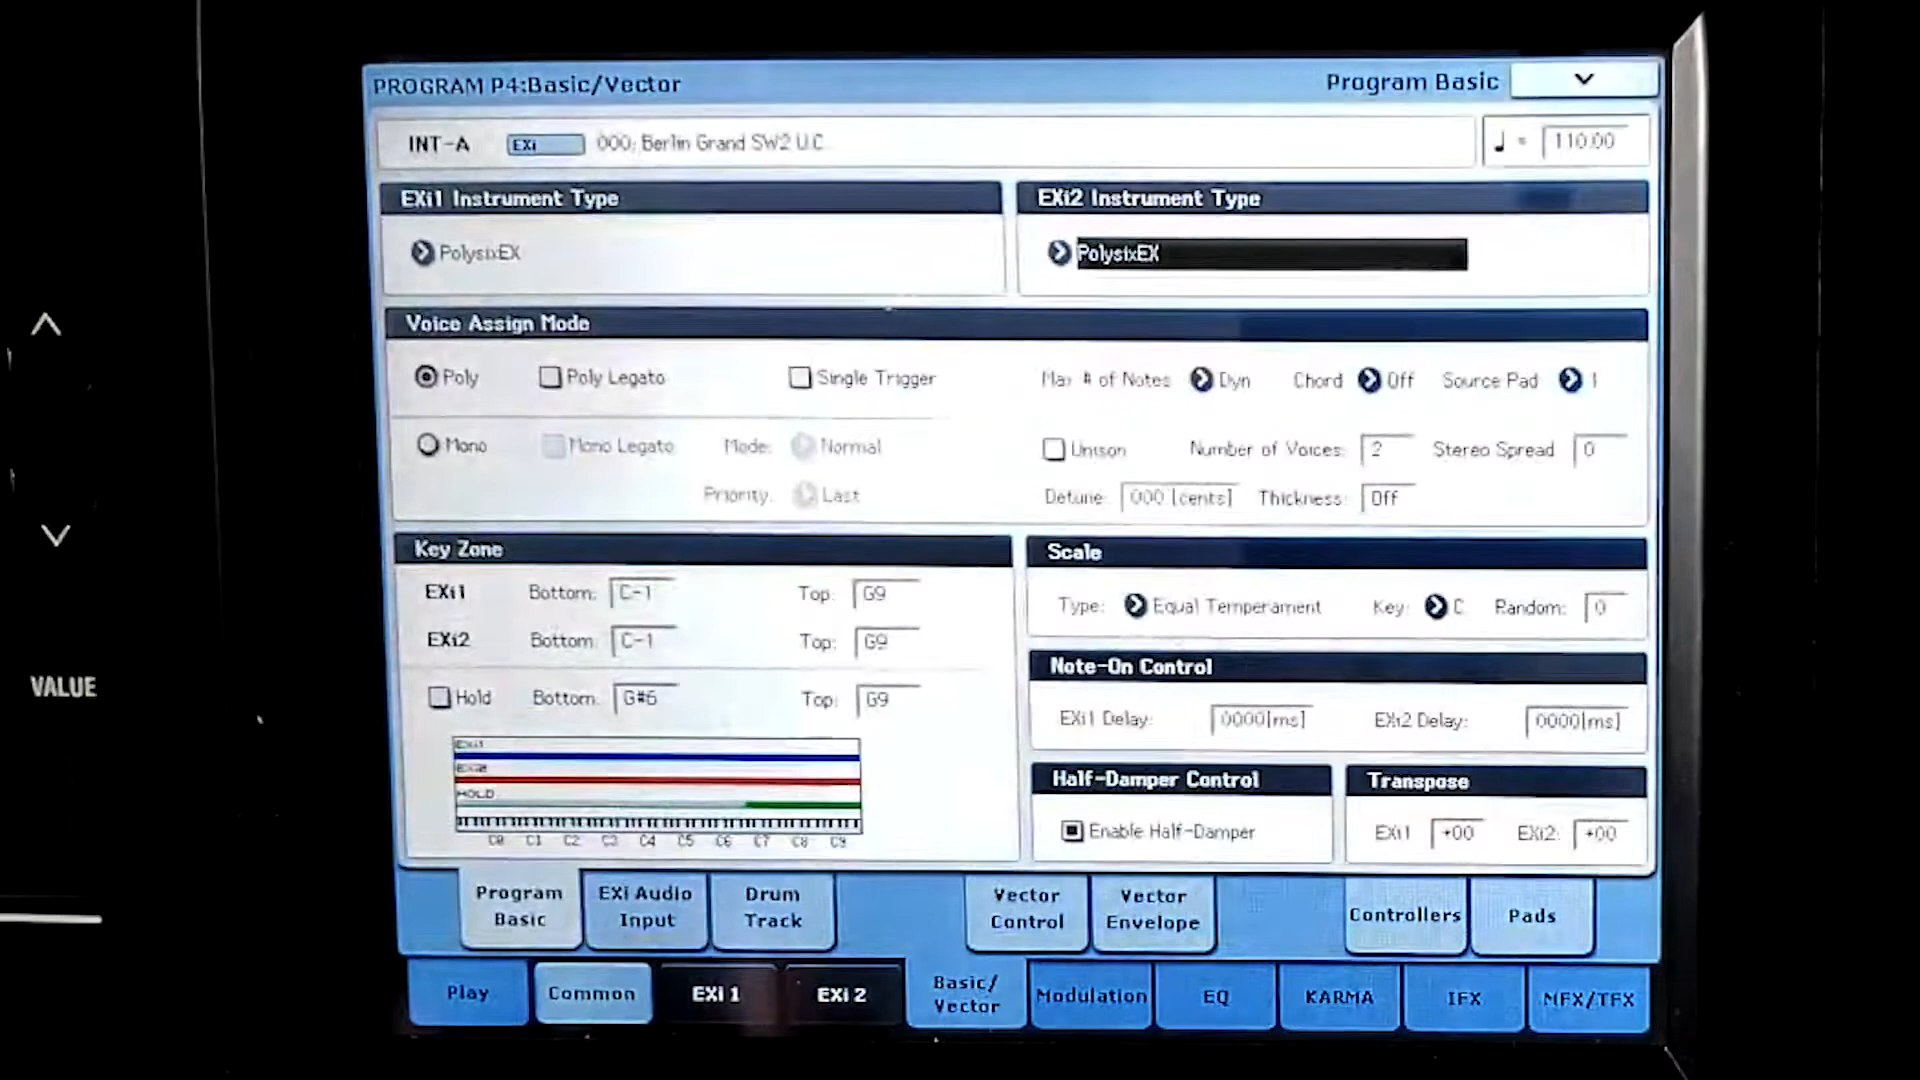 PROGRAM P4:Basic/Vector Program Basic
INT-A EXi 000: Berlin Grand SW2 U.C. ♩ = 110.00
EXi1 Instrument Type EXi2 Instrument Type
PolysixEX PolysixEX
Voice Assign Mode
Poly Poly Legato Single Trigger Max # of Notes Dyn Chord Off Source Pad 1
Mono Mono Legato Mode: Normal Unison Number of Voices: 2 Stereo Spread 0
Priority: Last Detune: 000 [cents] Thickness: Off
Key Zone Scale
EXi1 Bottom: C-1 Top: G9
Type: Equal Temperament Key: C Random: 0
EXi2 Bottom: C-1 Top: G9
Note-On Control
Hold Bottom: G#6 Top: G9
EXi1 Delay: 0000[ms] EXi2 Delay: 0000[ms]
EXi1
EXi2
HOLD
C0 C1 C2 C3 C4 C5 C6 C7 C8 C9
Half-Damper Control Transpose
Enable Half-Damper EXi1 +00 EXi2: +00
VALUE
Program Basic EXi Audio Input Drum Track Vector Control Vector Envelope Controllers Pads
Play Common EXi 1 EXi 2 Basic/Vector Modulation EQ KARMA IFX MFX/TFX